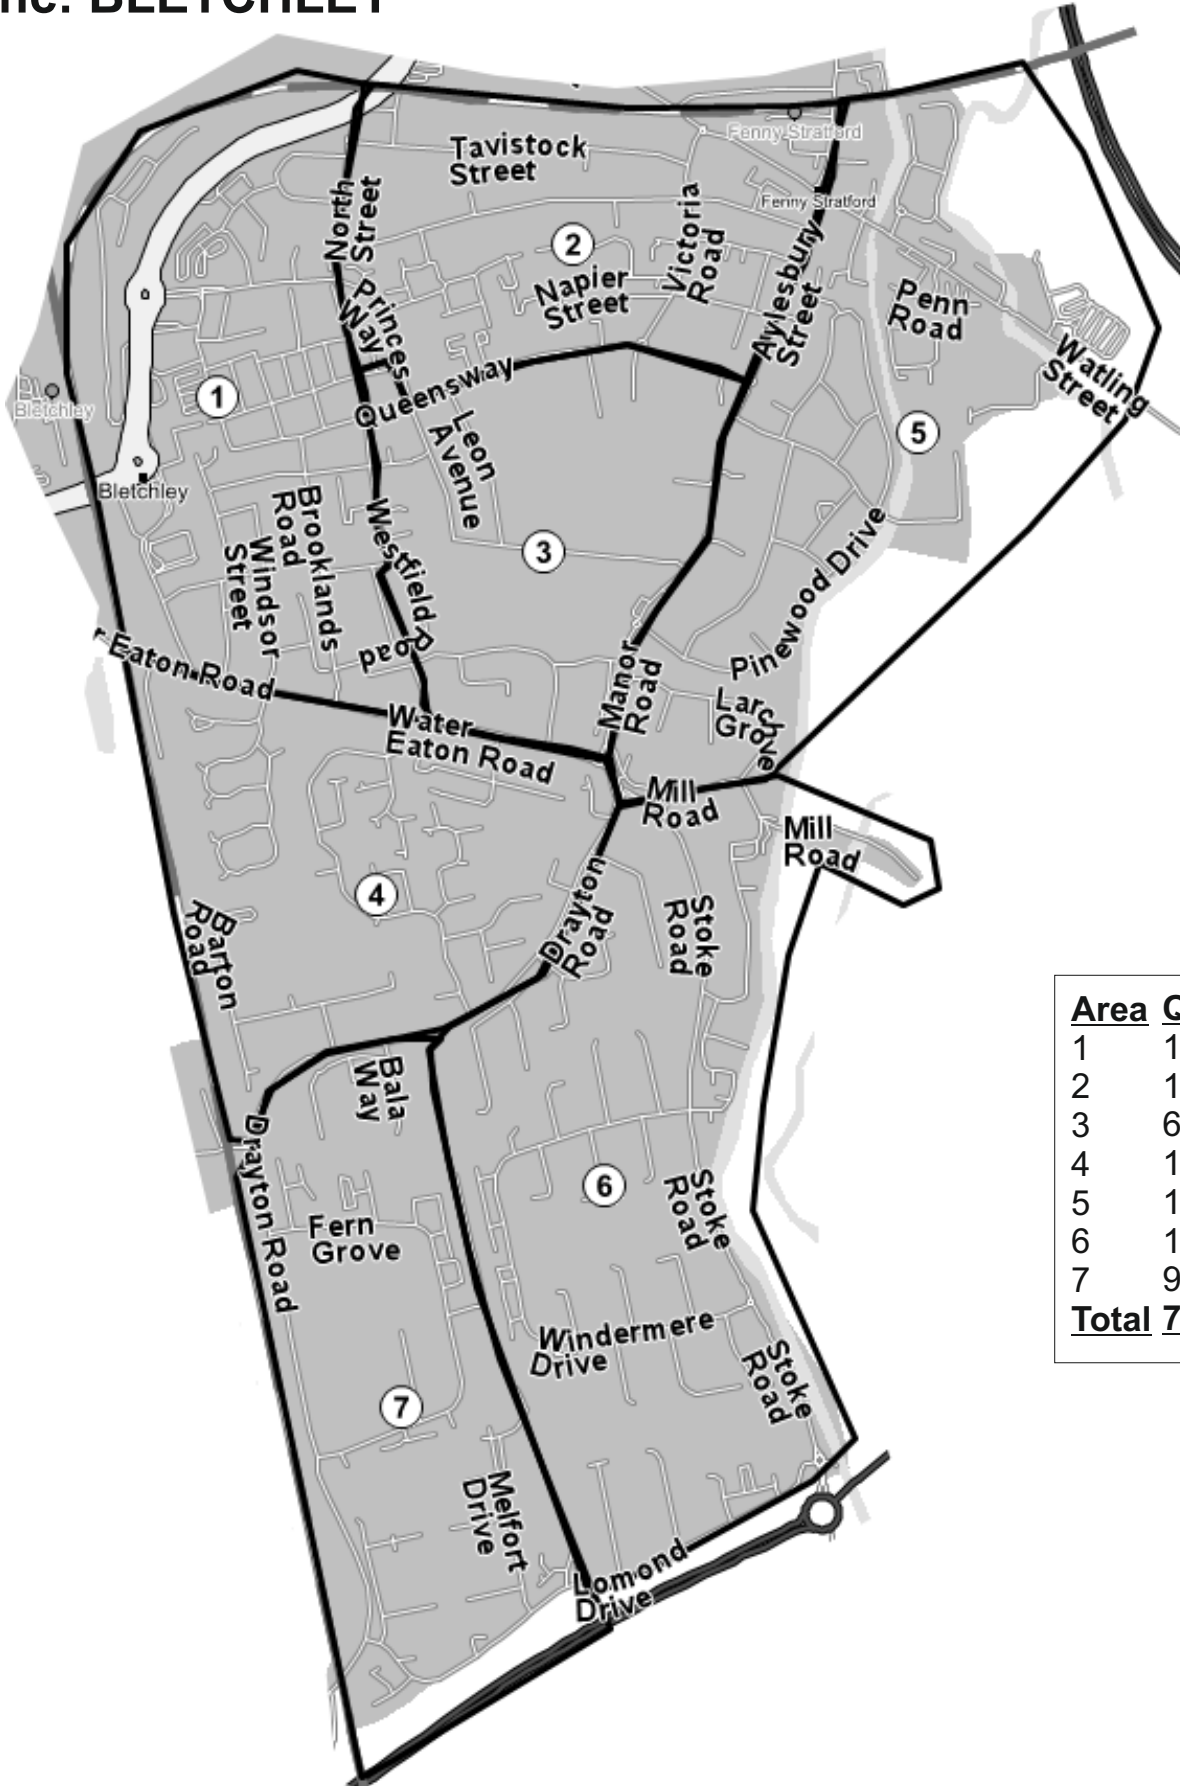 BLETCHLEY
Tavistock
Street
Fenny Stratford
Fenny Stratford
North
Street
Victoria
Road
2
Napier
Street
Aylesbury
Street
Penn
Road
Princes
Way
Watling
Street
1
Queensway
Bletchley
Leon
Avenue
5
Bletchley
Brooklands
Road
Windsor
Street
Westfield
Road
3
Pinewood Drive
Eaton Road
Manor
Road
Larch
Grove
Water
Eaton Road
Mill
Road
Mill
Road
4
Drayton
Road
Stoke
Road
Barton
Road
Area
1
2
3
4
5
6
7
Total
Bala
Way
Drayton Road
6
Stoke
Road
Fern
Grove
Windermere
Drive
Stoke
Road
7
Melfort
Drive
Lomond
Drive